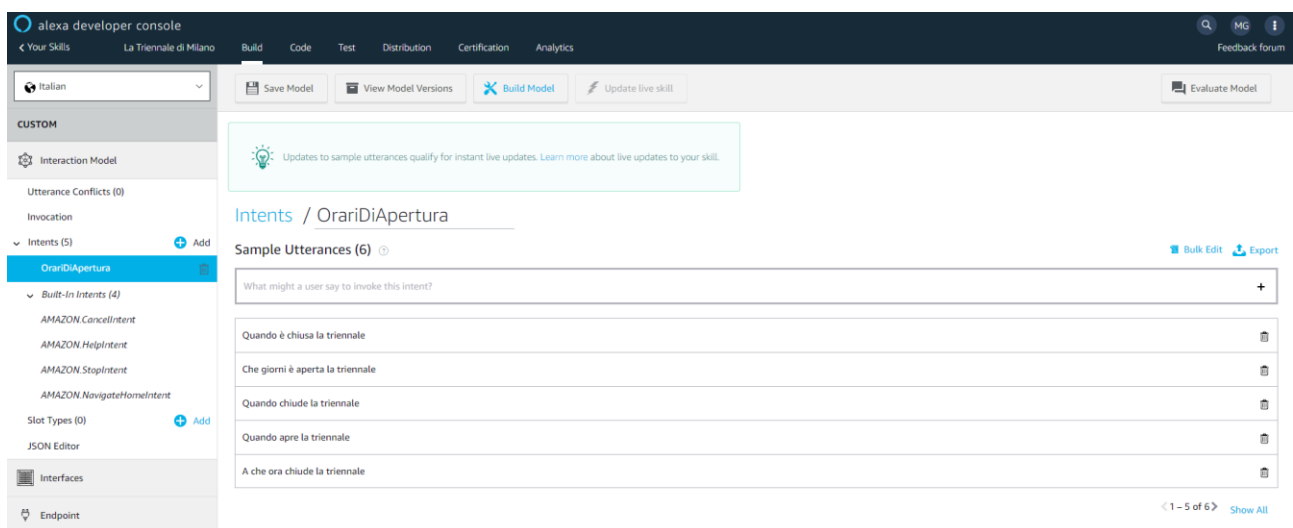 alexa developer console
MG
Your Skills
La Triennale di Milano
Build
Code
Test
Distribution
Certification
Analytics
Feedback forum
Italian
Save Model
View Model Versions
Build Model
Update live skill
Evaluate Model
CUSTOM
Interaction Model
Utterance Conflicts (0)
Invocation
Intents (5)
Add
OrariDiApertura
Built-In Intents (4)
AMAZON.CancelIntent
AMAZON.HelpIntent
AMAZON.StopIntent
AMAZON.NavigateHomeIntent
Slot Types (0)
Add
JSON Editor
Interfaces
Endpoint
Updates to sample utterances qualify for instant live updates. Learn more about live updates to your skill.
Intents / OrariDiApertura
Sample Utterances (6) ?
Bulk Edit
Export
What might a user say to invoke this intent?
+
Quando è chiusa la triennale
Che giorni è aperta la triennale
Quando chiude la triennale
Quando apre la triennale
A che ora chiude la triennale
< 1 – 5 of 6 >
Show All